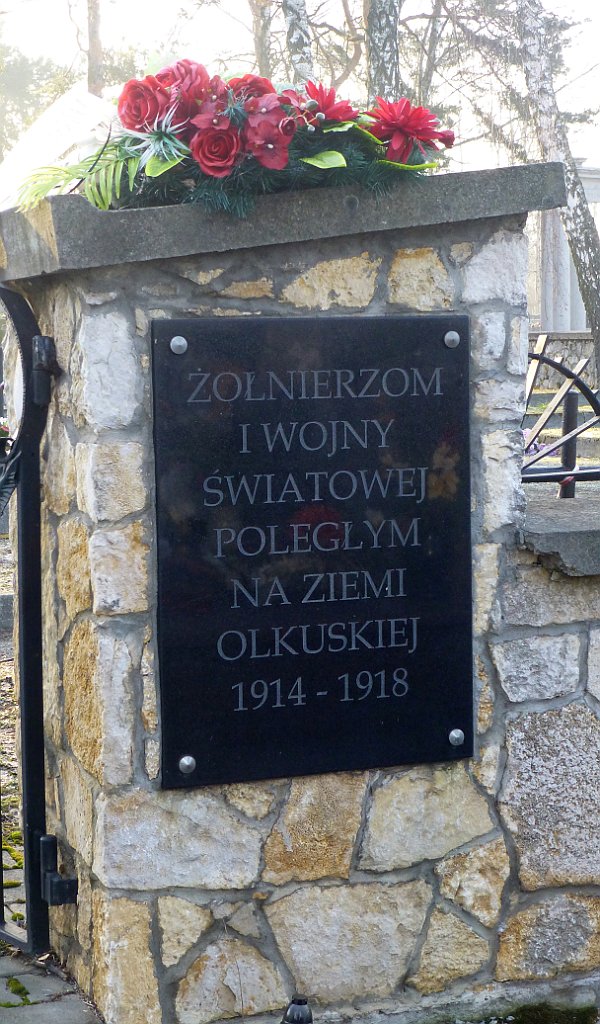 ŻOŁNIERZOM
I WOJNY
ŚWIATOWEJ
POLEGŁYM
NA ZIEMI
OLKUSKIEJ
1914 - 1918